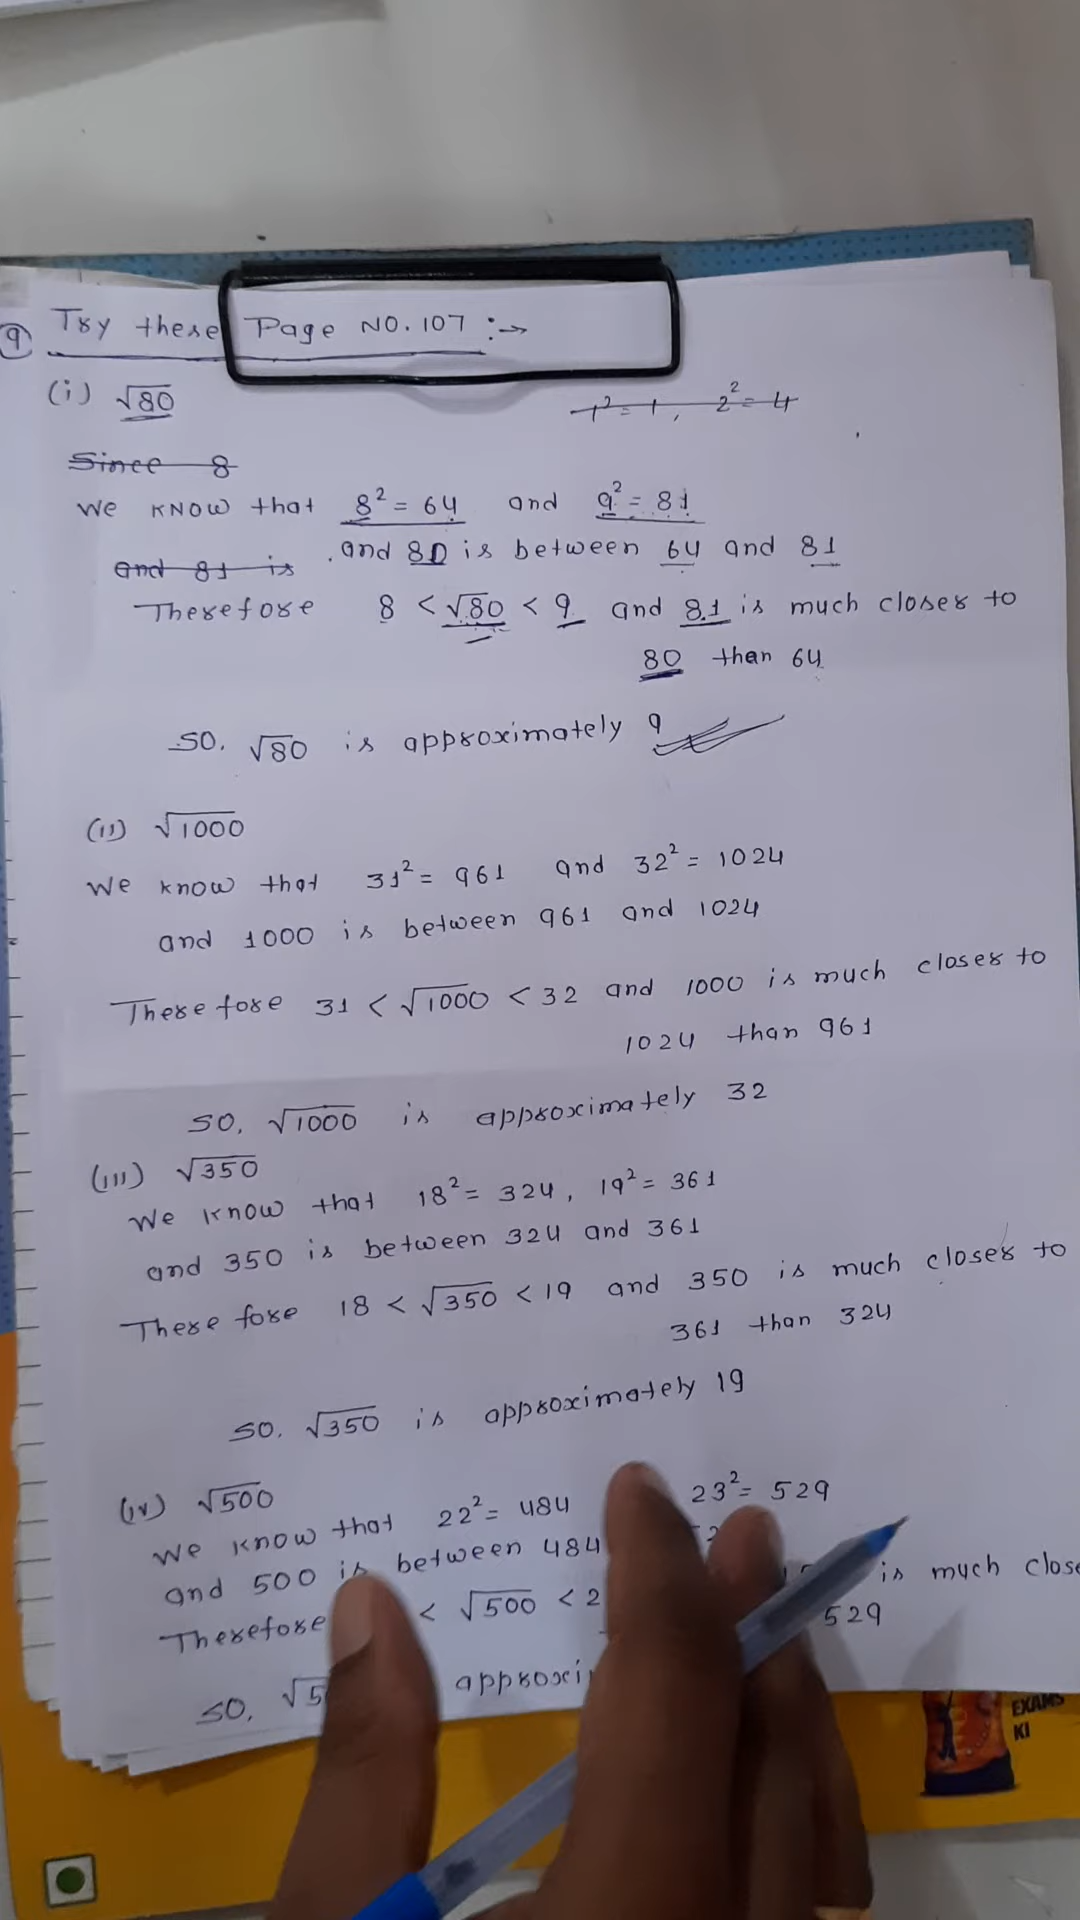 9 Try these Page NO. 107 :→
(i) √80
1² = 1, 2² = 4
Since 8
We KNOW that 8² = 64 and 9² = 81
and 81 is and 80 is between 64 and 81
Therefore 8 < √80 < 9 and 81 is much closer to
80 than 64
SO, √80 is approximately 9
(ii) √1000
We know that 31² = 961 and 32² = 1024
and 1000 is between 961 and 1024
Therefore 31 < √1000 < 32 and 1000 is much closer to
1024 than 961
SO, √1000 is approximately 32
(iii) √350
We know that 18² = 324, 19² = 361
and 350 is between 324 and 361
Therefore 18 < √350 < 19 and 350 is much closer to
361 than 324
SO, √350 is approximately 19
(iv) √500
We know that 22² = 484 23² = 529
and 500 is between 484
Therefore < √500 < 2 is much close
529
SO, √5 approxi
EXAMS
KI